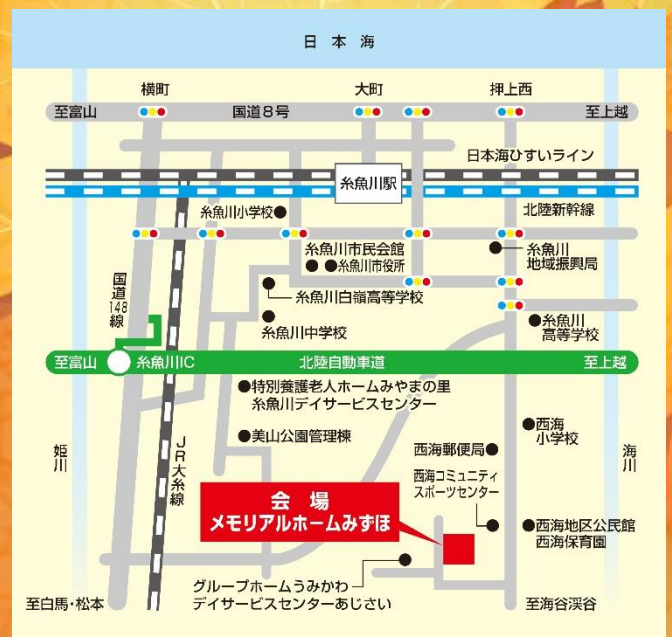 日本海
横町
大町
押上西
至富山
国道8号
至上越
日本海ひすいライン
糸魚川駅
北陸新幹線
糸魚川小学校
糸魚川市民会館
糸魚川市役所
糸魚川
地域振興局
国道148線
糸魚川白嶺高等学校
糸魚川中学校
糸魚川
高等学校
至富山
糸魚川IC
北陸自動車道
至上越
特別養護老人ホームみやまの里
糸魚川デイサービスセンター
美山公園管理棟
姫川
JR大糸線
西海
小学校
西海郵便局
海川
西海コミュニティ
スポーツセンター
会場
メモリアルホームみずほ
西海地区公民館
西海保育園
グループホームうみかわ
デイサービスセンターあじさい
至白馬・松本
至海谷渓谷